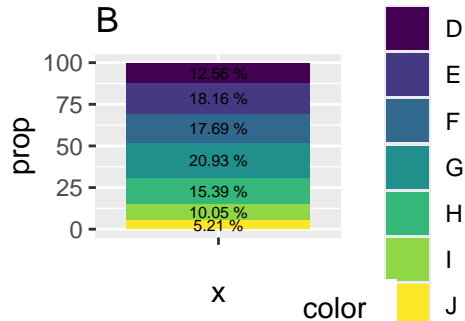 B
prop
100
75
50
25
0
12.56 %
18.16 %
17.69 %
20.93 %
15.39 %
10.05 %
5.21 %
x
color
D
E
F
G
H
I
J